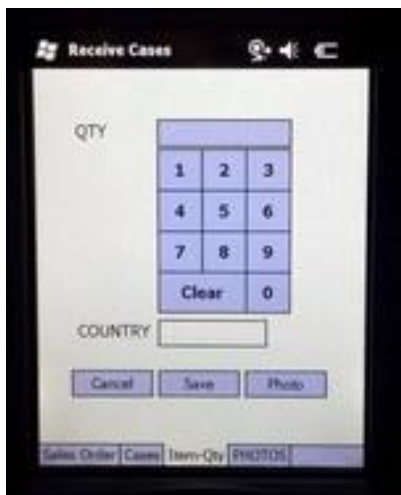 Receive Cases
QTY
1 2 3
4 5 6
7 8 9
Clear 0
COUNTRY
Cancel Save Photo
Sales Order Cases Item-Qty PHOTOS